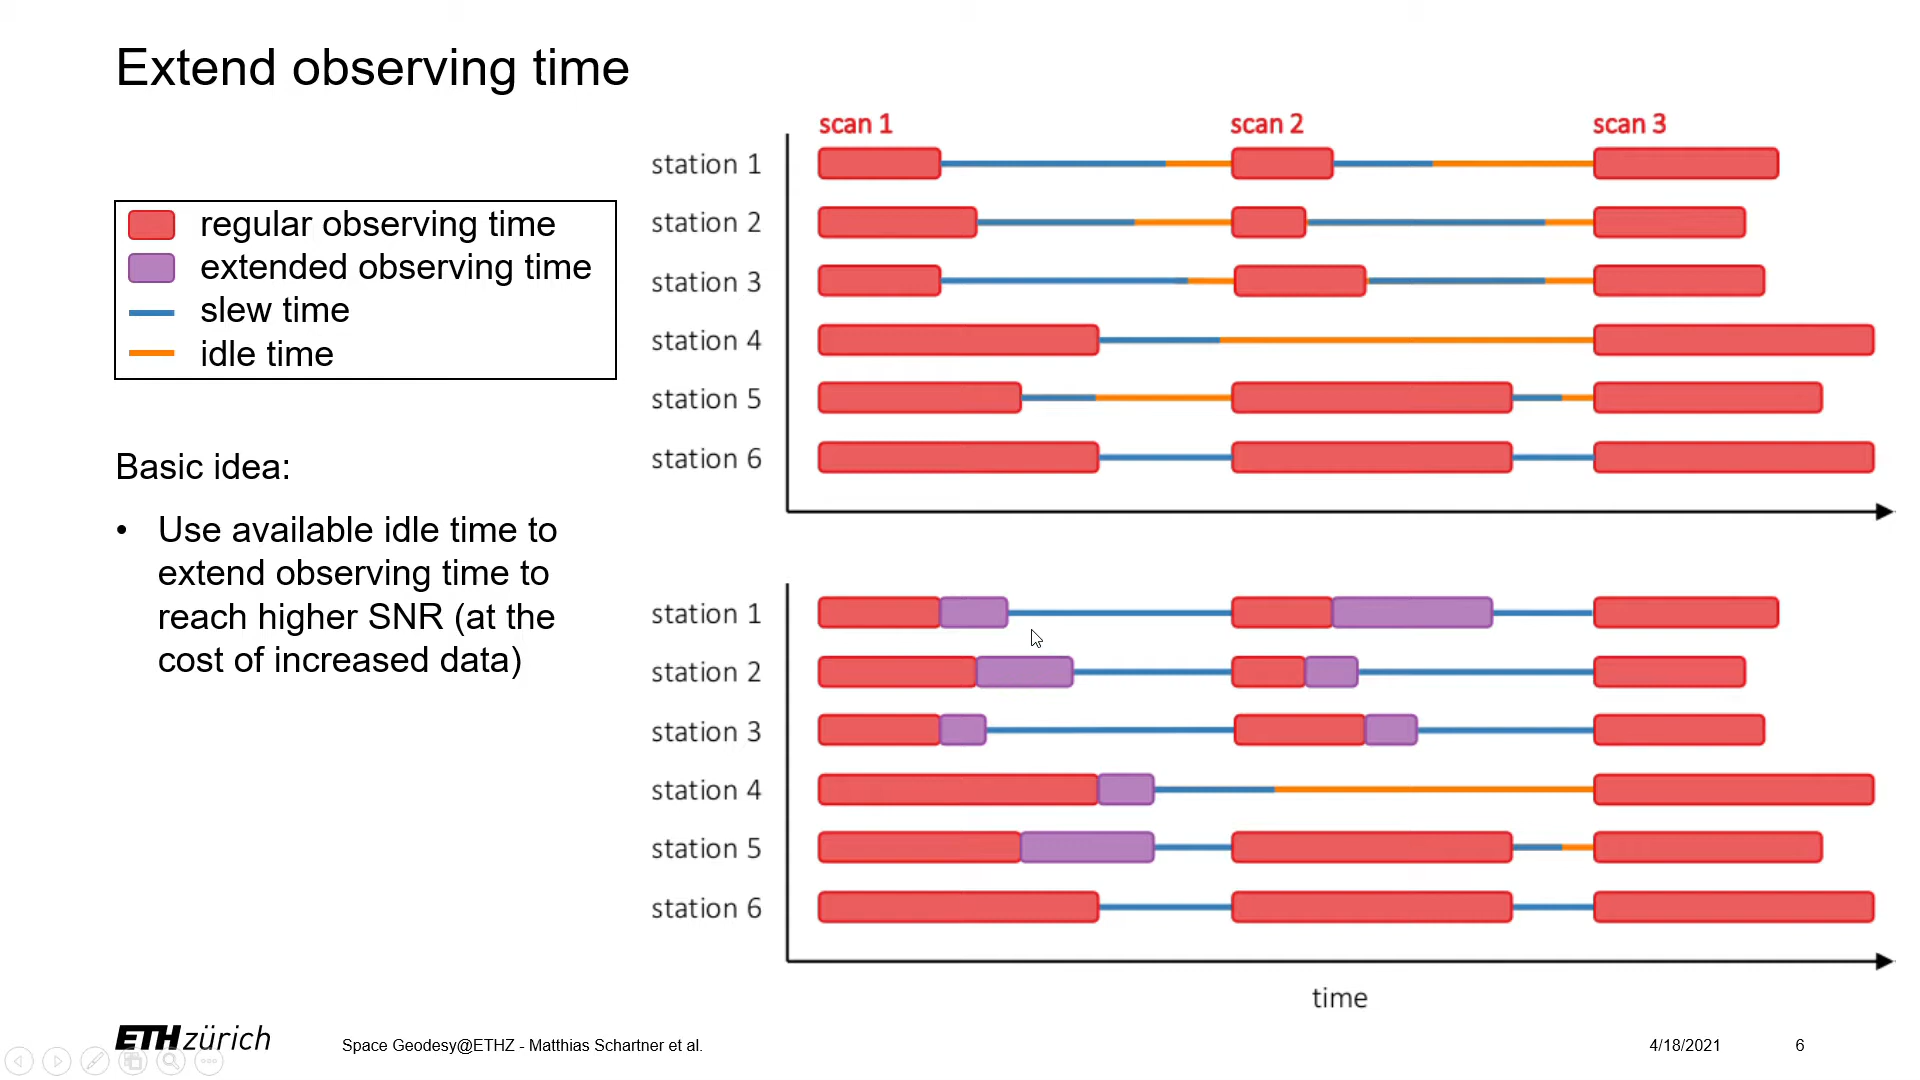 Extend observing time
regular observing time
extended observing time
slew time
idle time
Basic idea:
• Use available idle time to
extend observing time to
reach higher SNR (at the
cost of increased data)
scan 1 scan 2 scan 3
station 1
station 2
station 3
station 4
station 5
station 6
station 1
station 2
station 3
station 4
station 5
station 6
time
ETH zürich
Space Geodesy@ETHZ - Matthias Schartner et al.
4/18/2021
6